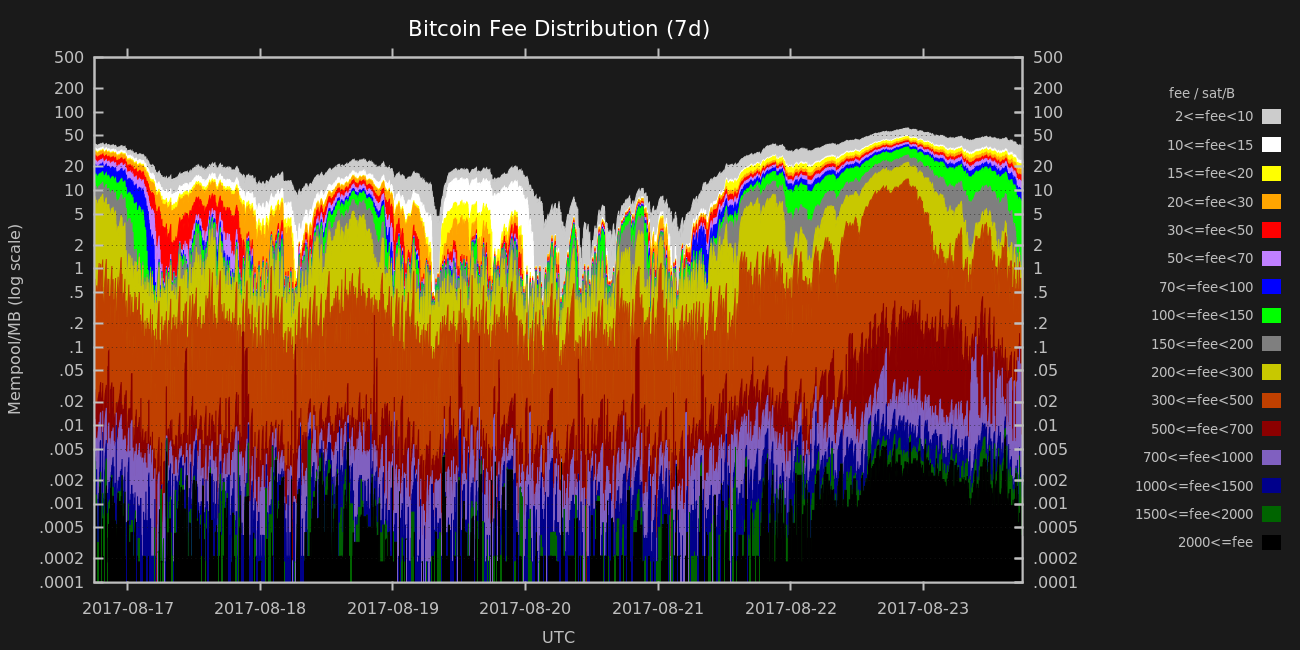 Bitcoin Fee Distribution (7d)
500
200
100
50
20
10
5
2
1
.5
.2
.1
.05
.02
.01
.005
.002
.001
.0005
.0002
.0001
Mempool/MB (log scale)
500
200
100
50
20
10
5
2
1
.5
.2
.1
.05
.02
.01
.005
.002
.001
.0005
.0002
.0001
2017-08-17 2017-08-18 2017-08-19 2017-08-20 2017-08-21 2017-08-22 2017-08-23
UTC
fee / sat/B
2<=fee<10
10<=fee<15
15<=fee<20
20<=fee<30
30<=fee<50
50<=fee<70
70<=fee<100
100<=fee<150
150<=fee<200
200<=fee<300
300<=fee<500
500<=fee<700
700<=fee<1000
1000<=fee<1500
1500<=fee<2000
2000<=fee